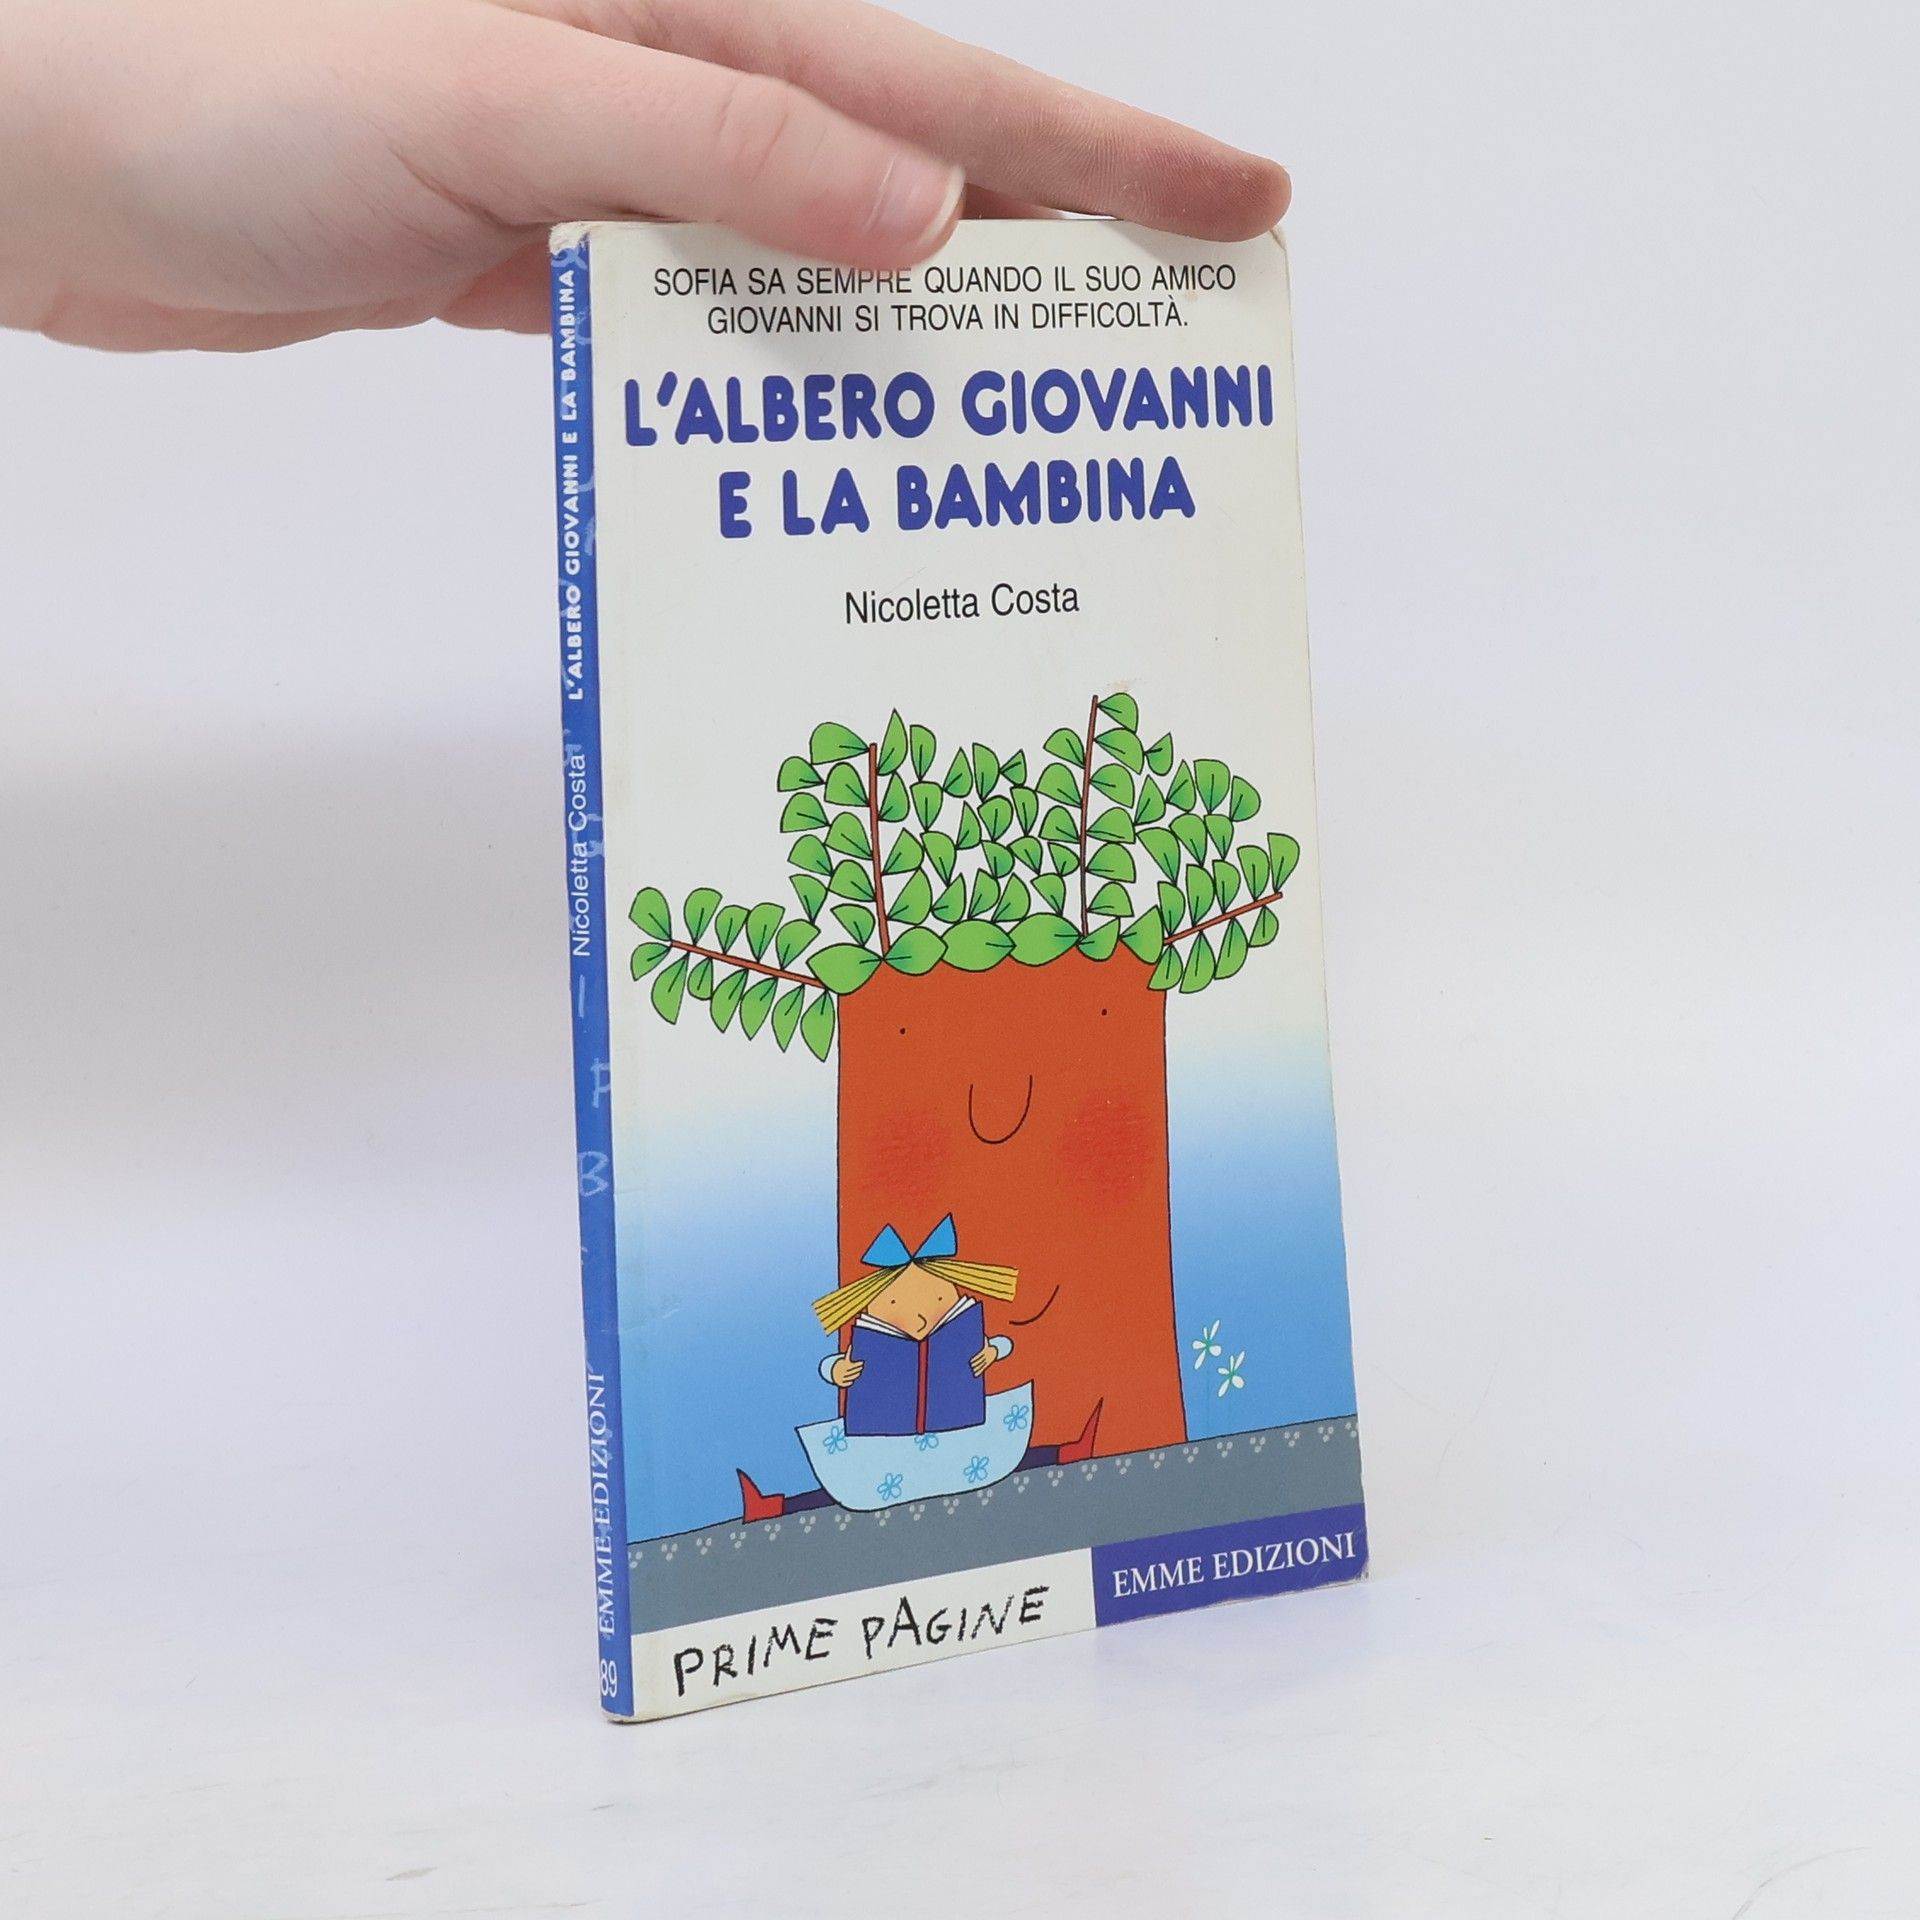 SOFIA SA SEMPRE QUANDO IL SUO AMICO
GIOVANNI SI TROVA IN DIFFICOLTÀ.
L'ALBERO GIOVANNI
E LA BAMBINA
Nicoletta Costa
PRIME PAGINE
EMME EDIZIONI
Nicoletta Costa L'ALBERO GIOVANNI E LA BAMBINA
EMME EDIZIONI
89